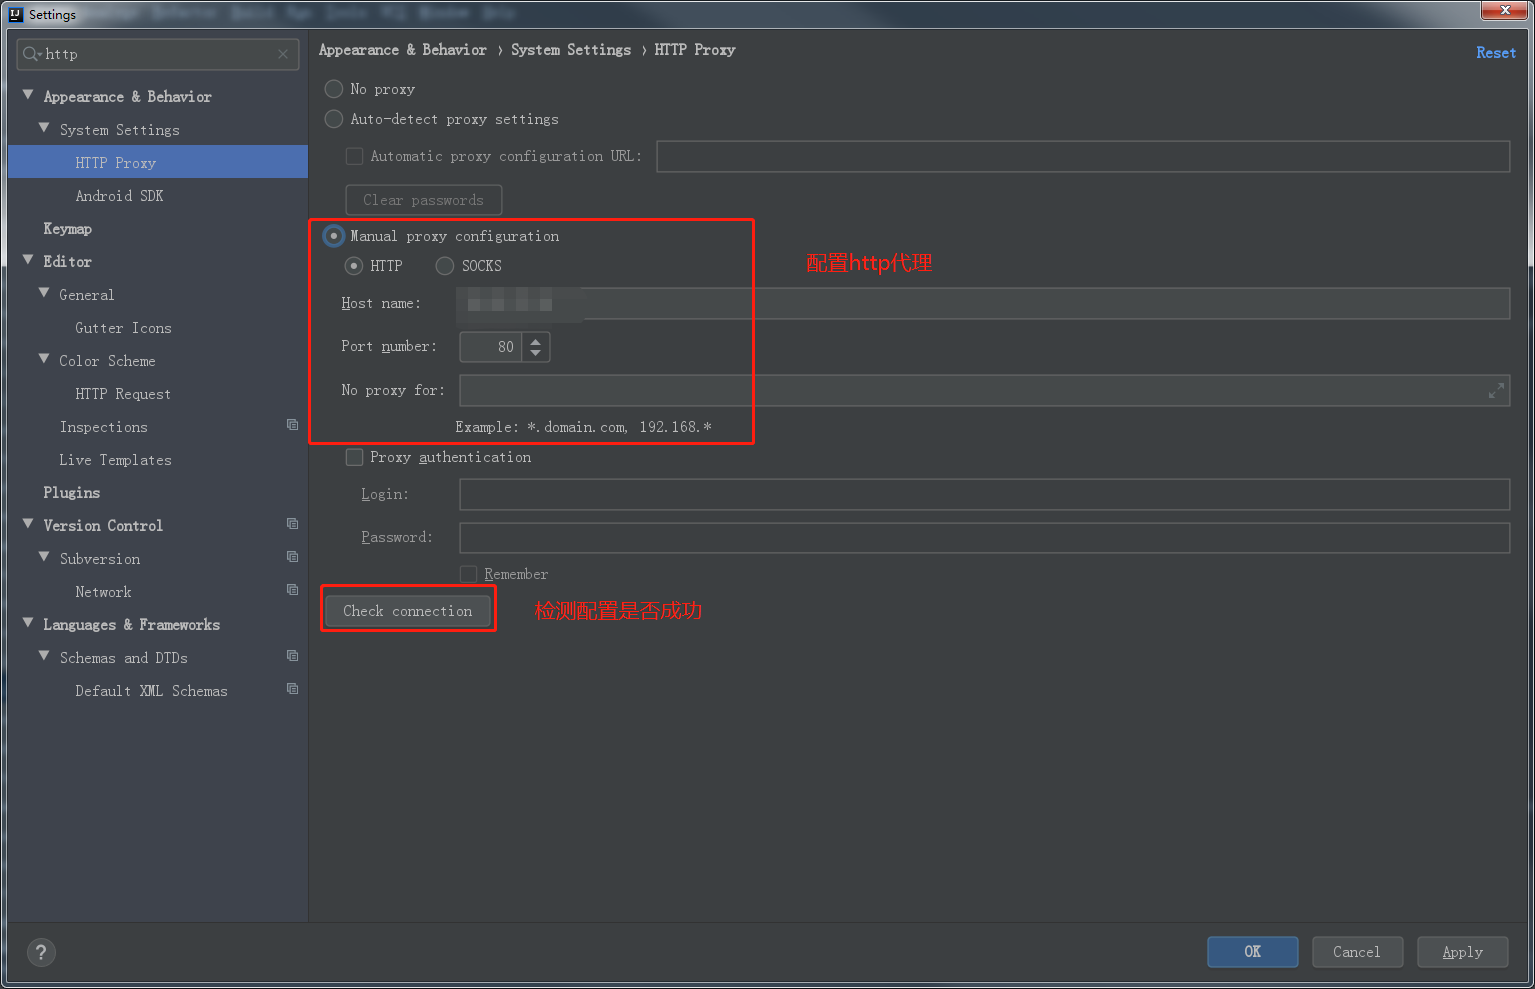 Settings
http
Appearance & Behavior
System Settings
HTTP Proxy
Android SDK
Keymap
Editor
General
Gutter Icons
Color Scheme
HTTP Request
Inspections
Live Templates
Plugins
Version Control
Subversion
Network
Languages & Frameworks
Schemas and DTDs
Default XML Schemas
Appearance & Behavior › System Settings › HTTP Proxy
Reset
No proxy
Auto-detect proxy settings
Automatic proxy configuration URL:
Clear passwords
Manual proxy configuration
配置http代理
HTTP SOCKS
Host name:
Port number: 80
No proxy for:
Example: *.domain.com, 192.168.*
Proxy authentication
Login:
Password:
Remember
Check connection
检测配置是否成功
?
OK Cancel Apply